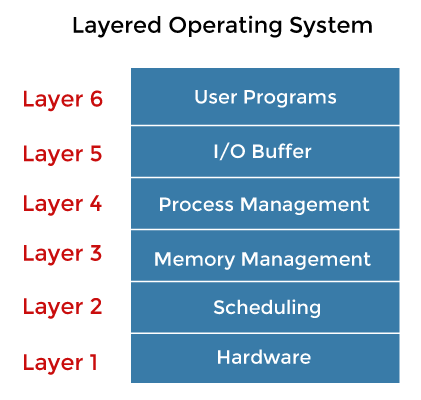 Layered Operating System
Layer 6 User Programs
Layer 5 I/O Buffer
Layer 4 Process Management
Layer 3 Memory Management
Layer 2 Scheduling
Layer 1 Hardware